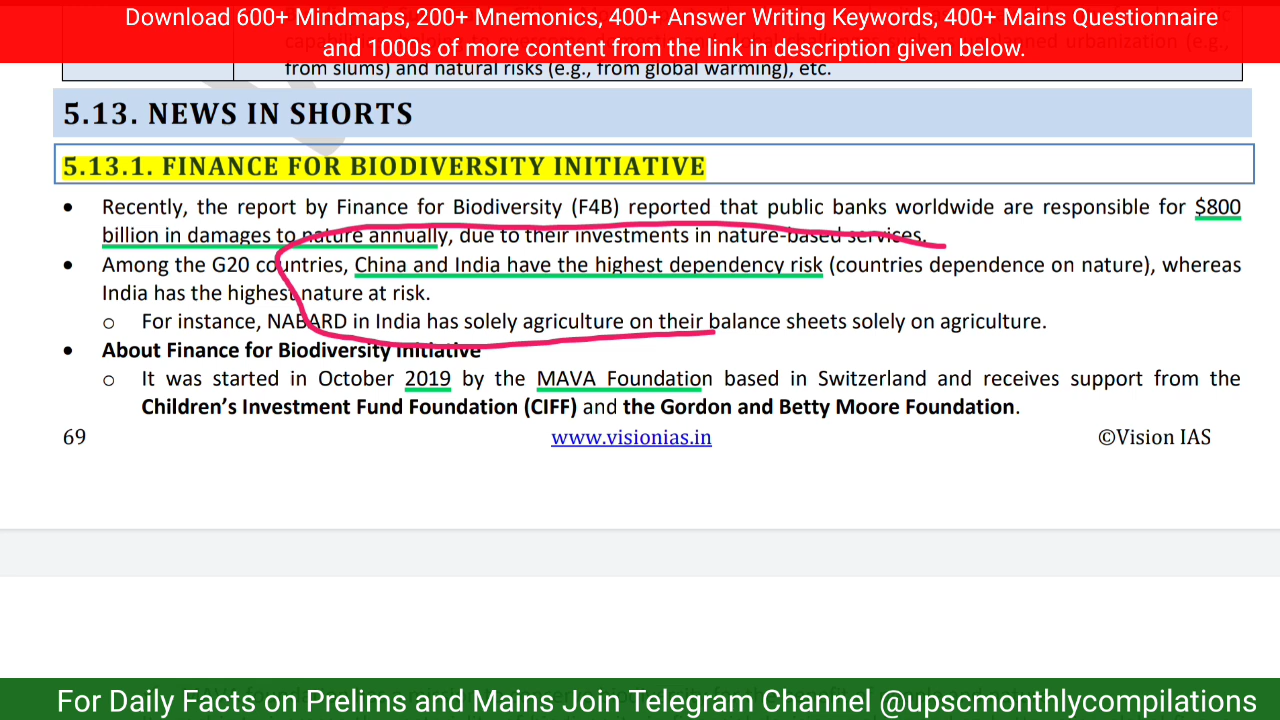 Download 600+ Mindmaps, 200+ Mnemonics, 400+ Answer Writing Keywords, 400+ Mains Questionnaire
and 1000s of more content from the link in description given below.
from slums) and natural risks (e.g., from global warming), etc.
5.13. NEWS IN SHORTS
5.13.1. FINANCE FOR BIODIVERSITY INITIATIVE
• Recently, the report by Finance for Biodiversity (F4B) reported that public banks worldwide are responsible for $800
billion in damages to nature annually, due to their investments in nature-based services.
• Among the G20 countries, China and India have the highest dependency risk (countries dependence on nature), whereas
India has the highest nature at risk.
o For instance, NABARD in India has solely agriculture on their balance sheets solely on agriculture.
• About Finance for Biodiversity Initiative
o It was started in October 2019 by the MAVA Foundation based in Switzerland and receives support from the
Children's Investment Fund Foundation (CIFF) and the Gordon and Betty Moore Foundation.
69 www.visionias.in ©Vision IAS
For Daily Facts on Prelims and Mains Join Telegram Channel @upscmonthlycompilations